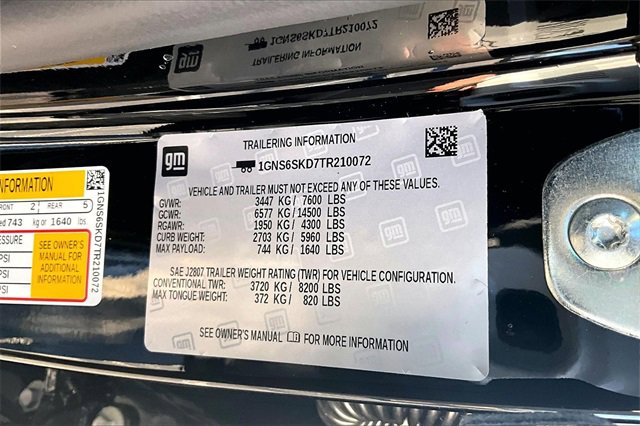 1GNS6SKD7TR210072
TRAILERING INFORMATION
gm
TRAILERING INFORMATION
1GNS6SKD7TR210072
VEHICLE AND TRAILER MUST NOT EXCEED ANY OF THESE VALUES.
GVWR: 3447 KG / 7600 LBS
GCWR: 6577 KG / 14500 LBS
RGAWR: 1950 KG / 4300 LBS
CURB WEIGHT: 2703 KG / 5960 LBS
MAX PAYLOAD: 744 KG / 1640 LBS
SAE J2807 TRAILER WEIGHT RATING (TWR) FOR VEHICLE CONFIGURATION.
CONVENTIONAL TWR: 3720 KG / 8200 LBS
MAX TONGUE WEIGHT: 372 KG / 820 LBS
SEE OWNER'S MANUAL FOR MORE INFORMATION
INFORMATION
FRONT 2 REAR 5
743 kg or 1640 lbs.
SEE OWNER'S
MANUAL FOR
ADDITIONAL
INFORMATION
PSI
PSI
1GNS6SKD7TR210072